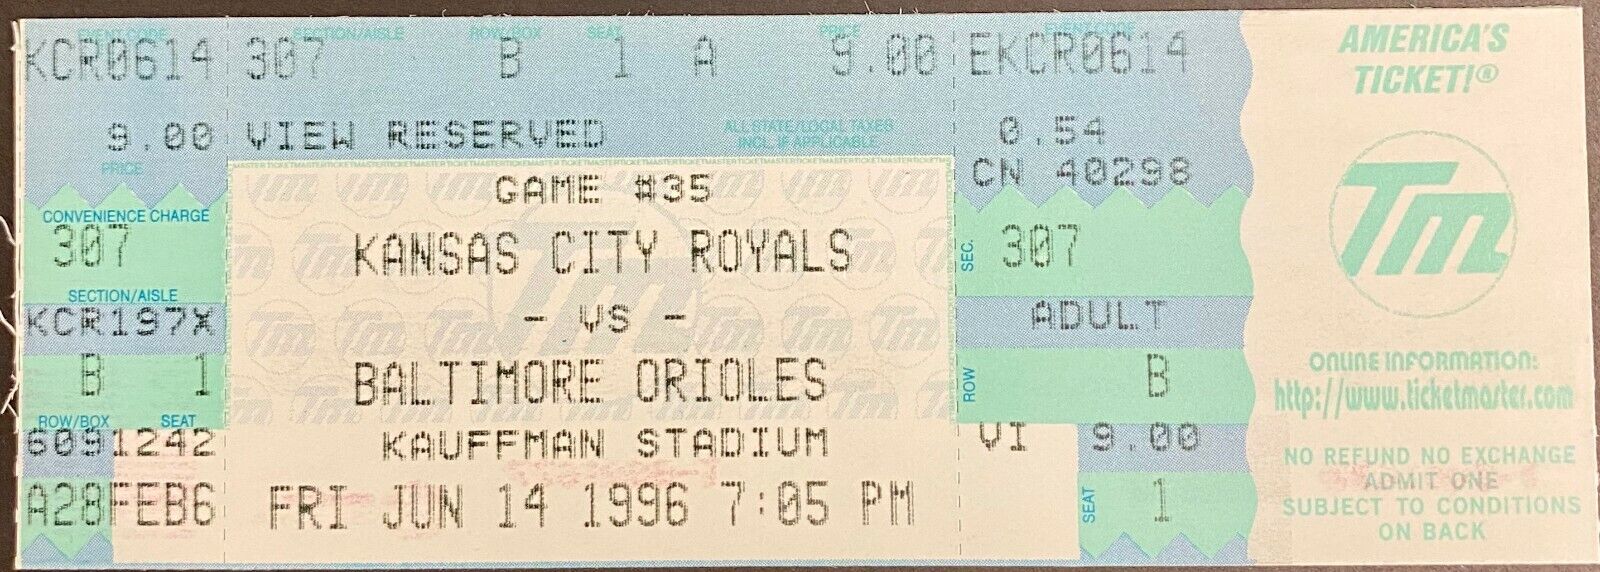 EVENT CODE SECTION/AISLE ROW/BOX SEAT PRICE EVENT CODE
KCR0614 307 B 1 A 9.00 EKCR0614
9.00 VIEW RESERVED ALL STATE/LOCAL TAXES INCL. IF APPLICABLE 0.54
PRICE CN 40298
GAME #35
CONVENIENCE CHARGE
307 KANSAS CITY ROYALS SEC. 307
SECTION/AISLE
KCR197X - VS - ADULT
B 1 BALTIMORE ORIOLES ROW B
ROW/BOX SEAT
6091242 KAUFFMAN STADIUM VI 9.00
A28FEB6 FRI JUN 14 1996 7:05 PM SEAT 1
AMERICA'S
TICKET!®
Tm
ONLINE INFORMATION:
http://www.ticketmaster.com
NO REFUND NO EXCHANGE
ADMIT ONE
SUBJECT TO CONDITIONS
ON BACK